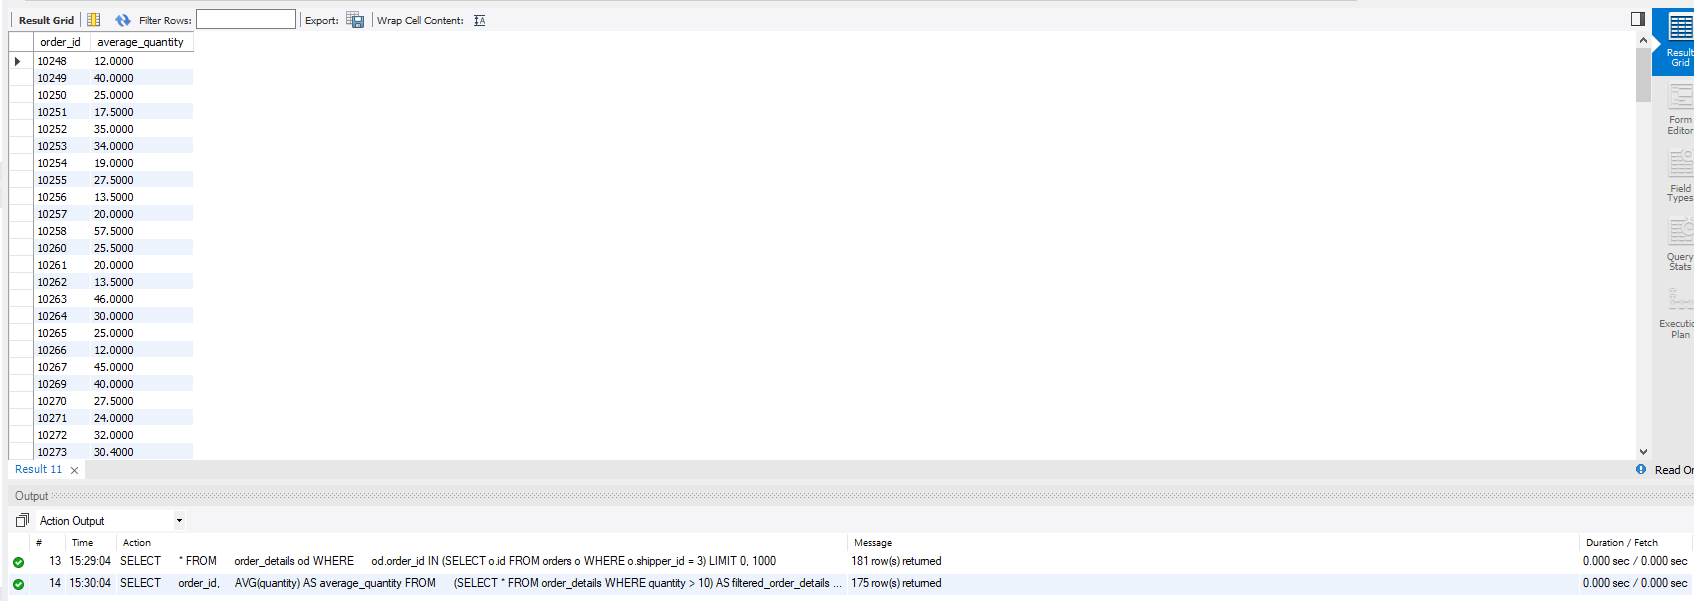 Result Grid Filter Rows: Export: Wrap Cell Content: IA
order_id average_quantity
10248 12.0000
10249 40.0000
10250 25.0000
10251 17.5000
10252 35.0000
10253 34.0000
10254 19.0000
10255 27.5000
10256 13.5000
10257 20.0000
10258 57.5000
10260 25.5000
10261 20.0000
10262 13.5000
10263 46.0000
10264 30.0000
10265 25.0000
10266 12.0000
10267 45.0000
10269 40.0000
10270 27.5000
10271 24.0000
10272 32.0000
10273 30.4000
Result
Grid
Form
Editor
Field
Types
Query
Stats
Executio
Plan
Result 11 Read On
Output
Action Output
# Time Action Message Duration / Fetch
13 15:29:04 SELECT * FROM order_details od WHERE od.order_id IN (SELECT o.id FROM orders o WHERE o.shipper_id = 3) LIMIT 0, 1000 181 row(s) returned 0.000 sec / 0.000 sec
14 15:30:04 SELECT order_id, AVG(quantity) AS average_quantity FROM (SELECT * FROM order_details WHERE quantity > 10) AS filtered_order_details ... 175 row(s) returned 0.000 sec / 0.000 sec